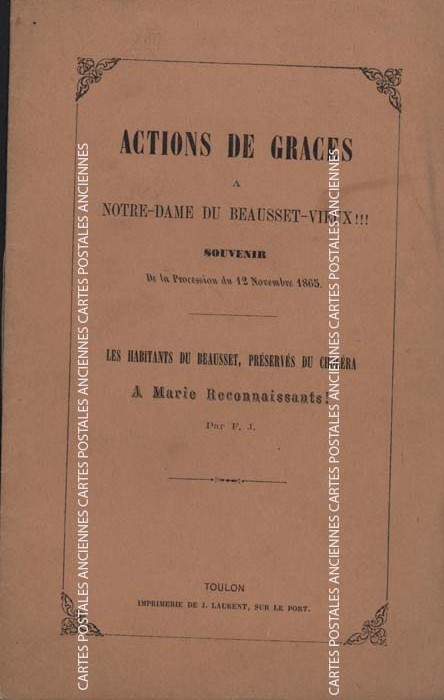 ACTIONS DE GRACES
A
NOTRE-DAME DU BEAUSSET-VIEUX!!!
SOUVENIR
De la Procession du 12 Novembre 1865.
LES HABITANTS DU BEAUSSET, PRÉSERVÉS DU CHOLÉRA
A Marie Reconnaissants!
Par F. J.
TOULON
IMPRIMERIE DE J. LAURENT, SUR LE PORT.
CARTES POSTALES ANCIENNES CARTES POSTALES ANCIENNES CARTES POSTALES ANCIENNES
CARTES POSTALES ANCIENNES CARTES POSTALES ANCIENNES CARTES POSTALES ANCIENNES